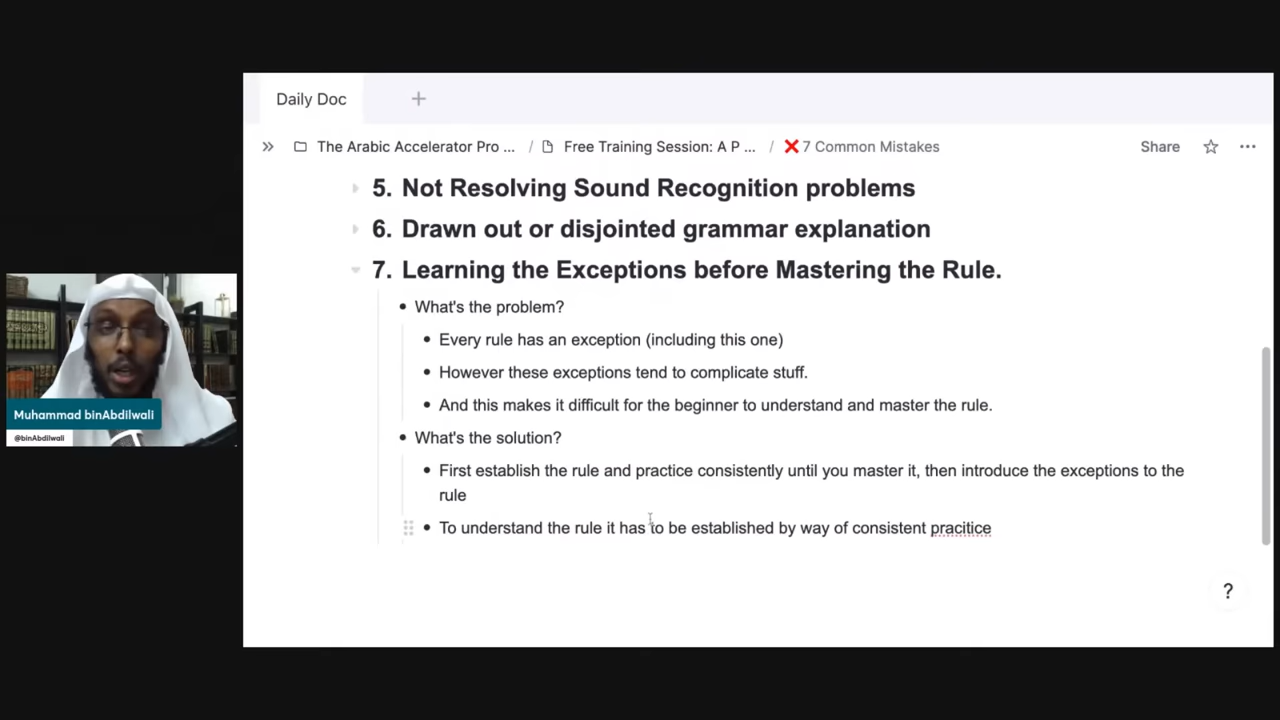 Daily Doc
The Arabic Accelerator Pro ... / Free Training Session: A P ... / ❌ 7 Common Mistakes
Share
5. Not Resolving Sound Recognition problems
6. Drawn out or disjointed grammar explanation
7. Learning the Exceptions before Mastering the Rule.
• What's the problem?
• Every rule has an exception (including this one)
• However these exceptions tend to complicate stuff.
• And this makes it difficult for the beginner to understand and master the rule.
• What's the solution?
• First establish the rule and practice consistently until you master it, then introduce the exceptions to the
rule
• To understand the rule it has to be established by way of consistent pracitice
?
Muhammad binAbdilwali
@binAbdilwali